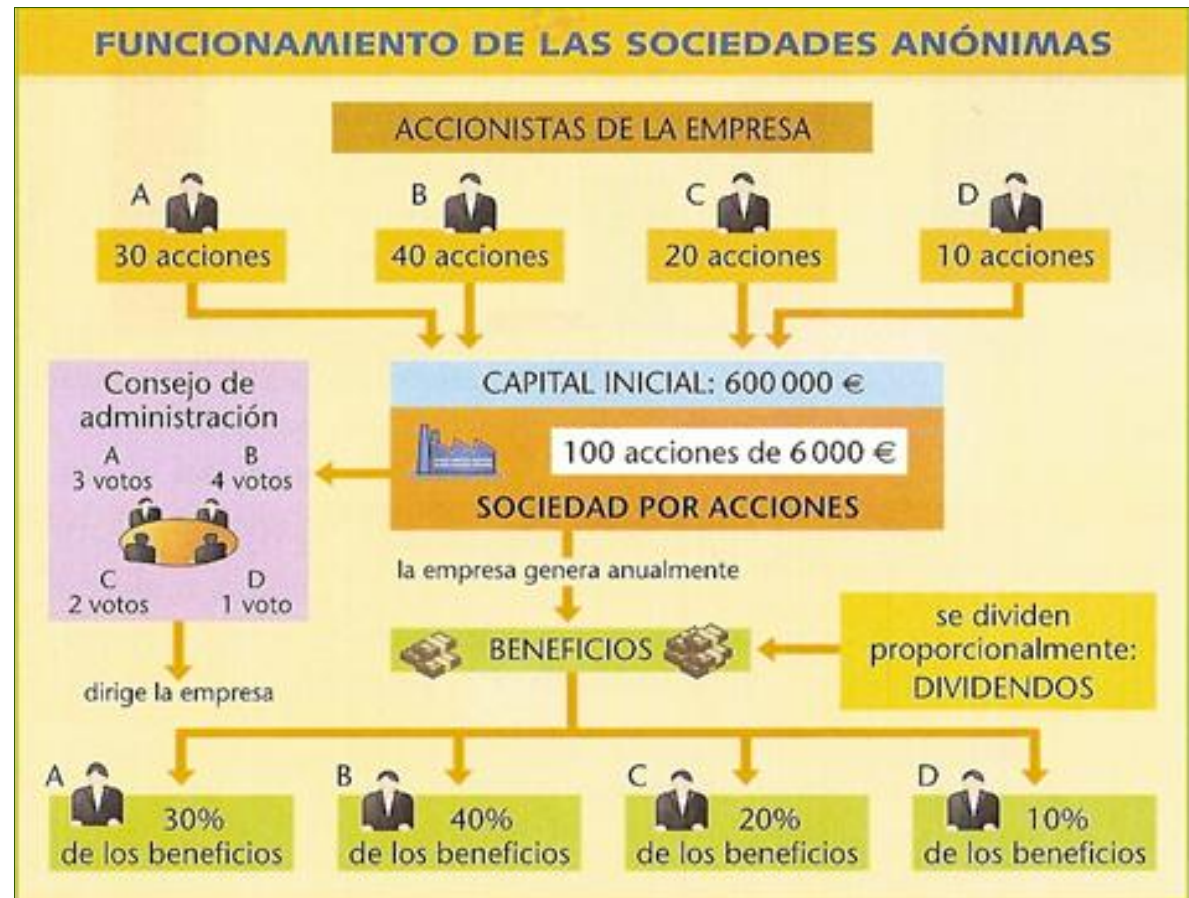 FUNCIONAMIENTO DE LAS SOCIEDADES ANÓNIMAS
ACCIONISTAS DE LA EMPRESA
A
B
C
D
30 acciones
40 acciones
20 acciones
10 acciones
CAPITAL INICIAL: 600 000 €
100 acciones de 6 000 €
SOCIEDAD POR ACCIONES
Consejo de
administración
A
B
3 votos
4 votos
C
D
2 votos
1 voto
dirige la empresa
la empresa genera anualmente
BENEFICIOS
se dividen
proporcionalmente:
DIVIDENDOS
A
30%
de los beneficios
B
40%
de los beneficios
C
20%
de los beneficios
D
10%
de los beneficios